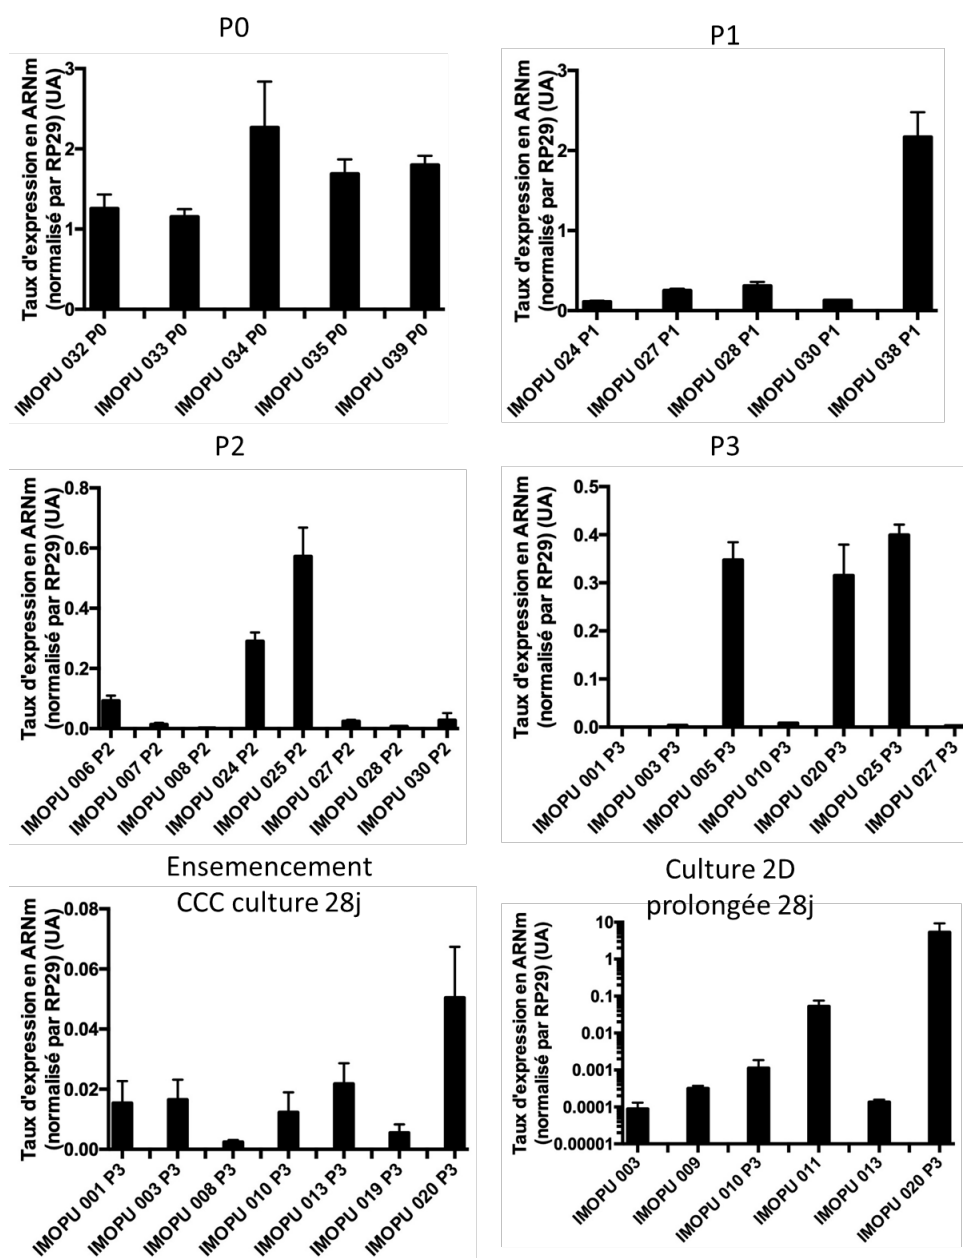 P0
Taux d'expression en ARNm
(normalisé par RP29) (UA)
3
2
1
0
IMOPU 032 P0
IMOPU 033 P0
IMOPU 034 P0
IMOPU 035 P0
IMOPU 039 P0
P1
Taux d'expression en ARNm
(normalisé par RP29) (UA)
3
2
1
0
IMOPU 024 P1
IMOPU 027 P1
IMOPU 028 P1
IMOPU 030 P1
IMOPU 038 P1
P2
Taux d'expression en ARNm
(normalisé par RP29) (UA)
0.8
0.6
0.4
0.2
0.0
IMOPU 006 P2
IMOPU 007 P2
IMOPU 008 P2
IMOPU 024 P2
IMOPU 025 P2
IMOPU 027 P2
IMOPU 028 P2
IMOPU 030 P2
P3
Taux d'expression en ARNm
(normalisé par RP29) (UA)
0.5
0.4
0.3
0.2
0.1
0.0
IMOPU 001 P3
IMOPU 003 P3
IMOPU 005 P3
IMOPU 010 P3
IMOPU 020 P3
IMOPU 025 P3
IMOPU 027 P3
Ensemencement
CCC culture 28j
Taux d'expression en ARNm
(normalisé par RP29) (UA)
0.08
0.06
0.04
0.02
0.00
IMOPU 001 P3
IMOPU 003 P3
IMOPU 008 P3
IMOPU 010 P3
IMOPU 013 P3
IMOPU 019 P3
IMOPU 020 P3
Culture 2D
prolongée 28j
Taux d'expression en ARNm
(normalisé par RP29) (UA)
10
1
0.1
0.01
0.001
0.0001
0.00001
IMOPU 003
IMOPU 009
IMOPU 010 P3
IMOPU 011
IMOPU 013
IMOPU 020 P3